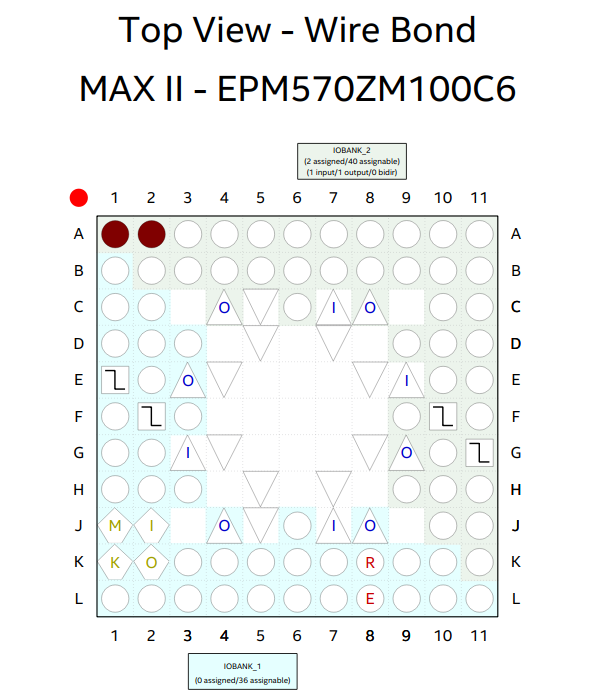 Top View - Wire Bond
MAX II - EPM570ZM100C6
IOBANK_2
(2 assigned/40 assignable)
(1 input/1 output/0 bidir)
1 2 3 4 5 6 7 8 9 10 11
A A
B B
C O I O C
D D
E O I E
F F
G I O G
H H
J M I O I O J
K K O R K
L E L
1 2 3 4 5 6 7 8 9 10 11
IOBANK_1
(0 assigned/36 assignable)